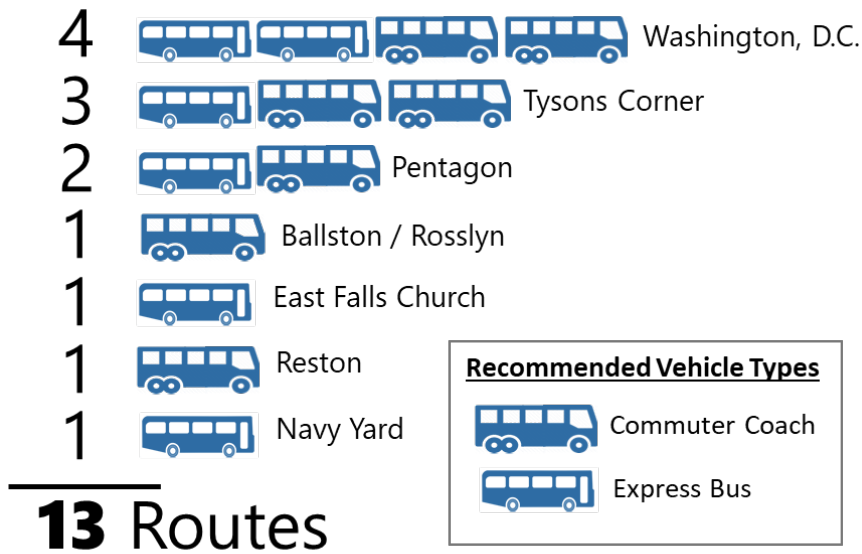 4 Washington, D.C.
3 Tysons Corner
2 Pentagon
1 Ballston / Rosslyn
1 East Falls Church
1 Reston
1 Navy Yard
13 Routes
Recommended Vehicle Types
Commuter Coach
Express Bus